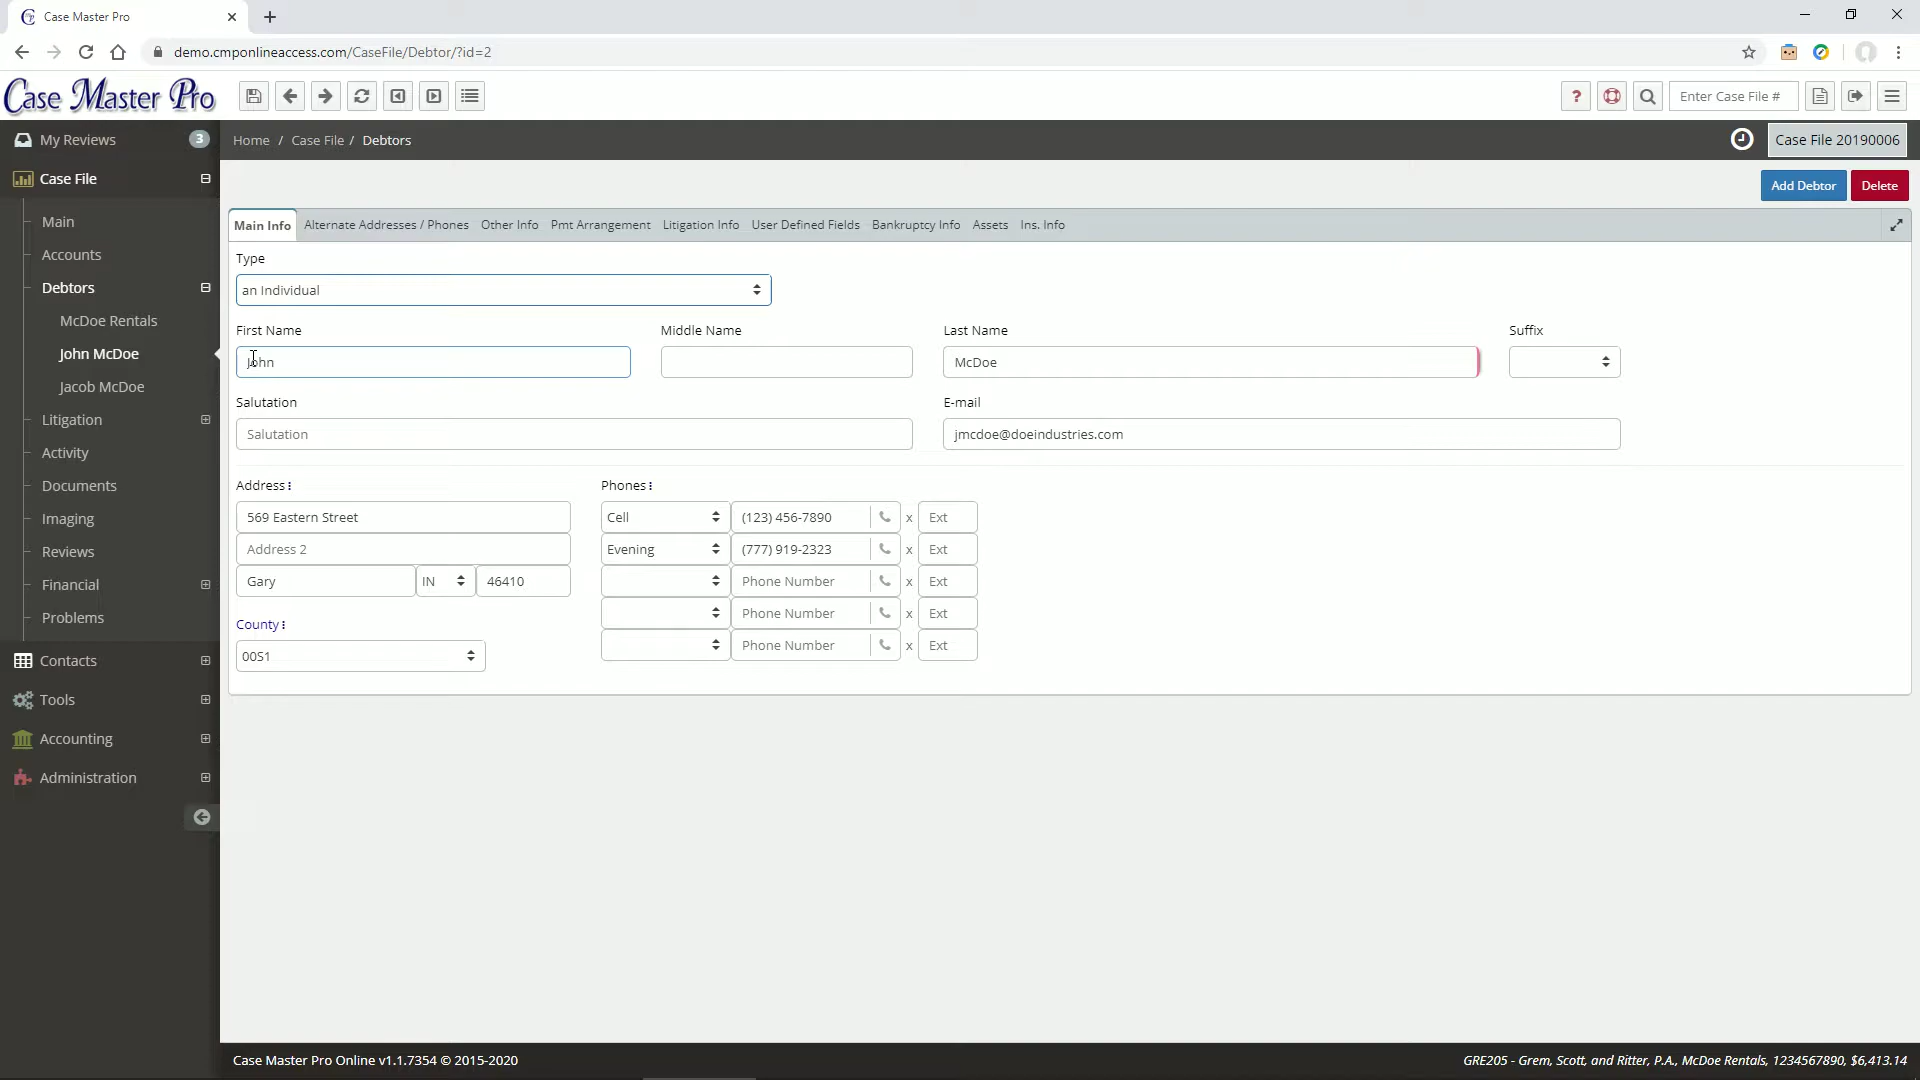 Case Master Pro
demo.cmponlineaccess.com/CaseFile/Debtor/?id=2
Case Master Pro
?
Enter Case File #
My Reviews 3
Home / Case File / Debtors
Case File 20190006
Case File
Add Debtor Delete
Main
Accounts
Debtors
McDoe Rentals
John McDoe
Jacob McDoe
Litigation
Activity
Documents
Imaging
Reviews
Financial
Problems
Contacts
Tools
Accounting
Administration
Main Info Alternate Addresses / Phones Other Info Pmt Arrangement Litigation Info User Defined Fields Bankruptcy Info Assets Ins. Info
Type
an Individual
First Name Middle Name Last Name Suffix
John McDoe
Salutation E-mail
Salutation jmcdoe@doeindustries.com
Address: Phones:
569 Eastern Street Cell (123) 456-7890 x Ext
Address 2 Evening (777) 919-2323 x Ext
Gary IN 46410 Phone Number x Ext
Phone Number x Ext
County:
00S1 Phone Number x Ext
Case Master Pro Online v1.1.7354 © 2015-2020
GRE205 - Grem, Scott, and Ritter, P.A., McDoe Rentals, 1234567890, $6,413.14